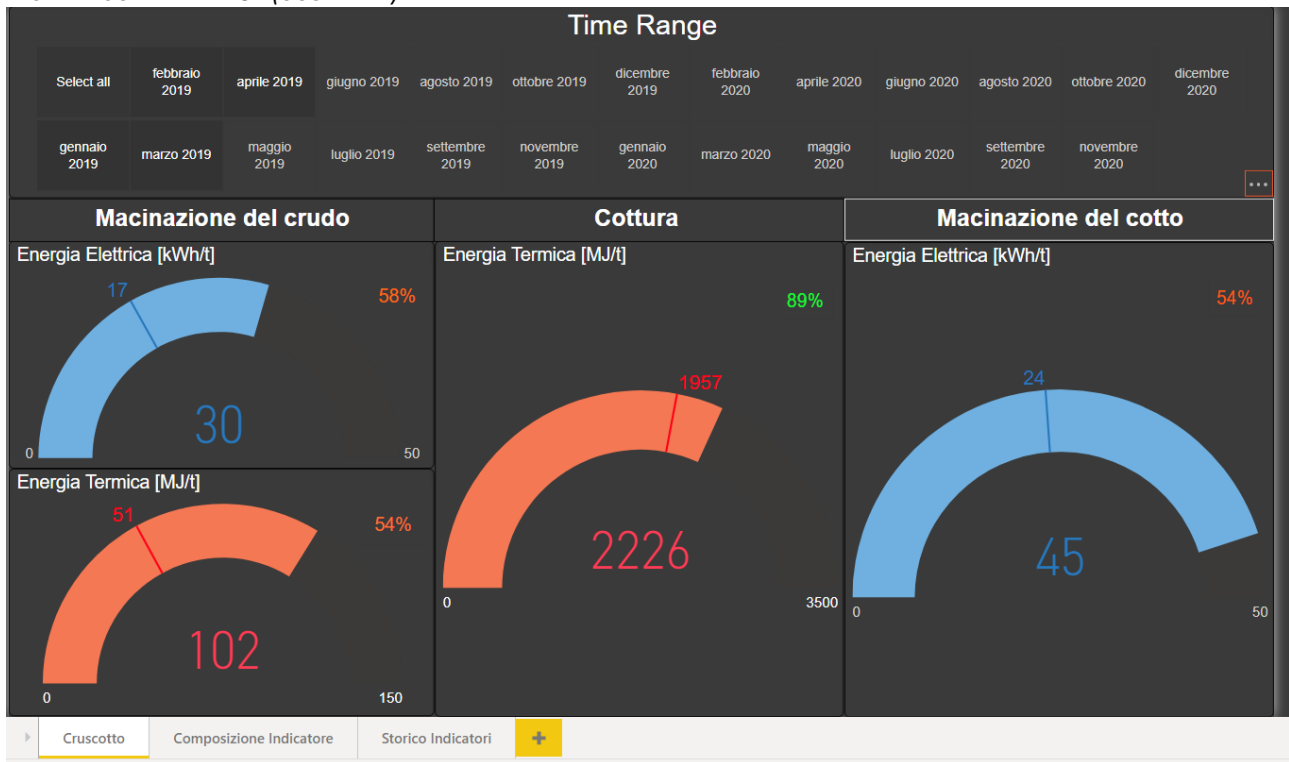 Time Range
Select all
febbraio 2019
aprile 2019
giugno 2019
agosto 2019
ottobre 2019
dicembre 2019
febbraio 2020
aprile 2020
giugno 2020
agosto 2020
ottobre 2020
dicembre 2020
gennaio 2019
marzo 2019
maggio 2019
luglio 2019
settembre 2019
novembre 2019
gennaio 2020
marzo 2020
maggio 2020
luglio 2020
settembre 2020
novembre 2020
...
Macinazione del crudo
Energia Elettrica [kWh/t]
17
58%
30
0
50
Energia Termica [MJ/t]
51
54%
102
0
150
Cottura
Energia Termica [MJ/t]
89%
1957
2226
0
3500
Macinazione del cotto
Energia Elettrica [kWh/t]
54%
24
45
0
50
Cruscotto
Composizione Indicatore
Storico Indicatori
+